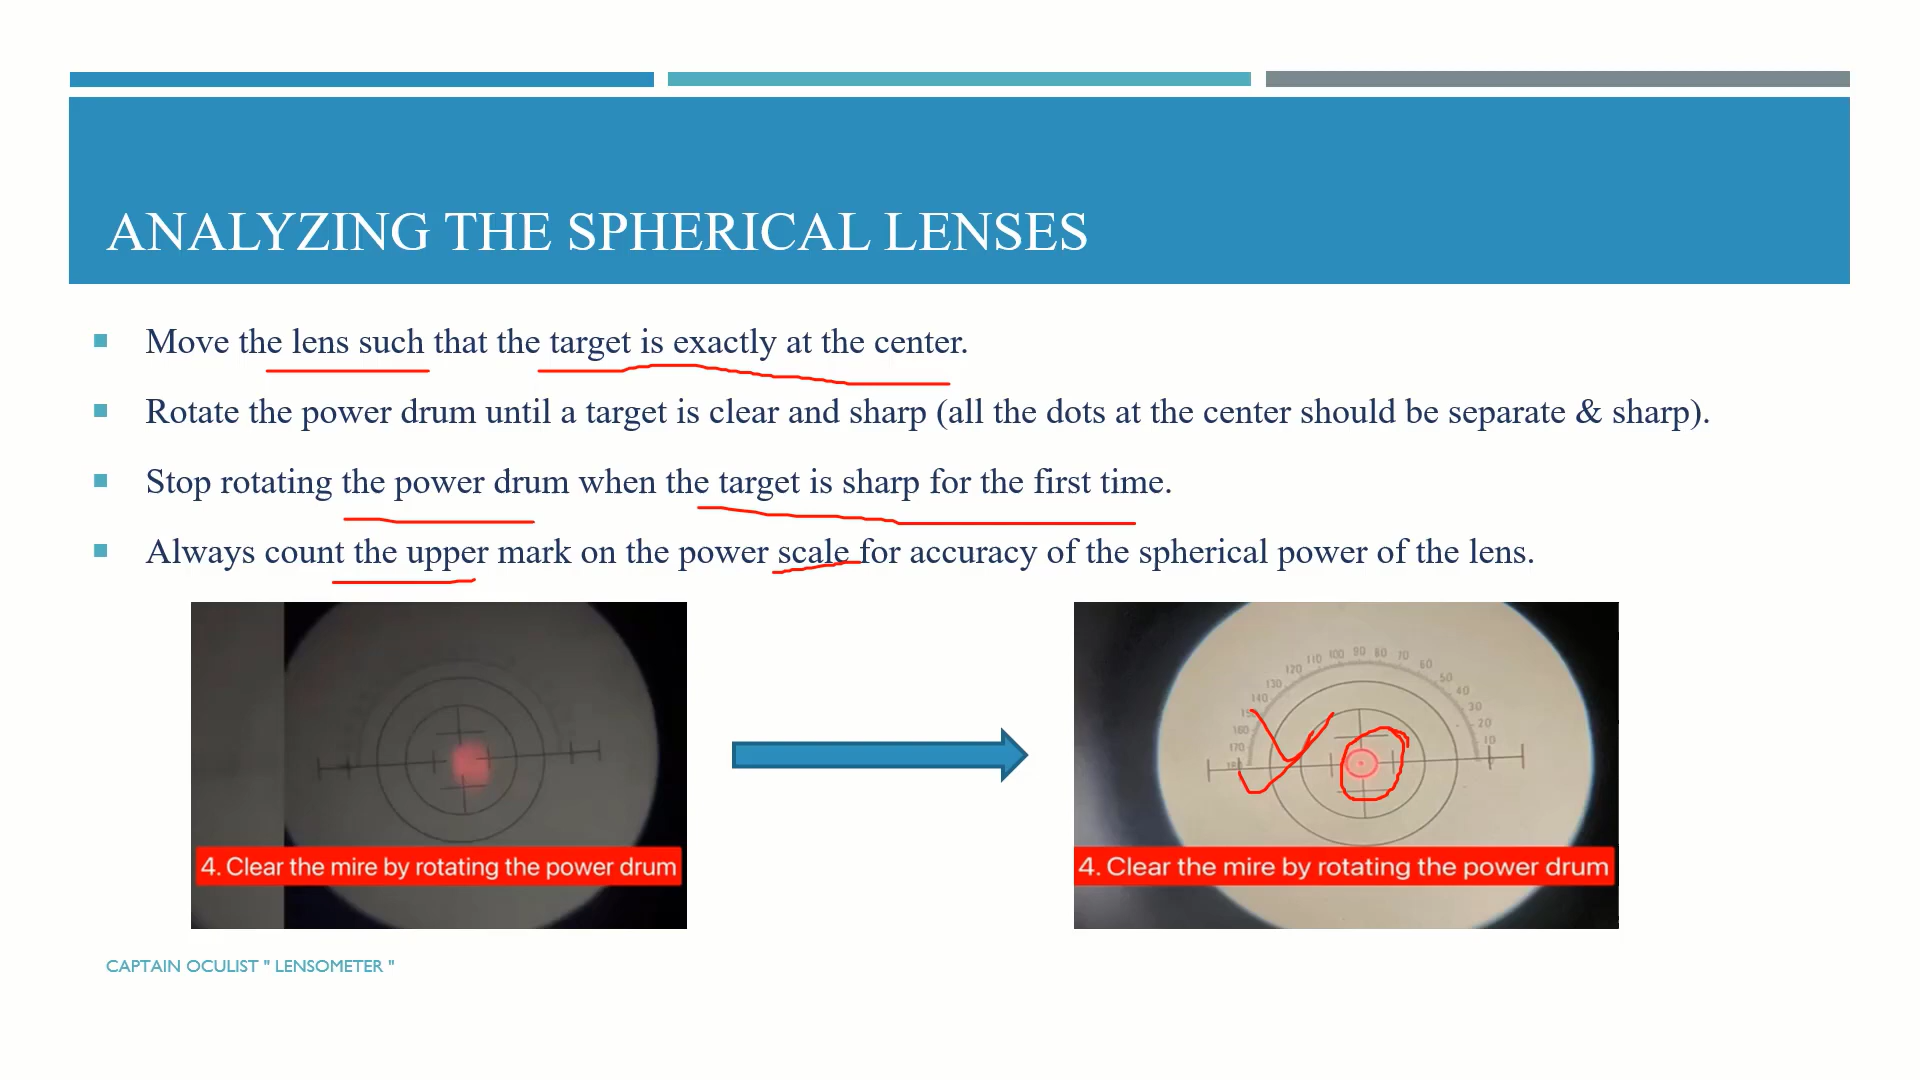 ANALYZING THE SPHERICAL LENSES
Move the lens such that the target is exactly at the center.
Rotate the power drum until a target is clear and sharp (all the dots at the center should be separate & sharp).
Stop rotating the power drum when the target is sharp for the first time.
Always count the upper mark on the power scale for accuracy of the spherical power of the lens.
4. Clear the mire by rotating the power drum
180 170 160 150 140 130 120 110 100 90 80 70 60 50 40 30 20 10 0
4. Clear the mire by rotating the power drum
CAPTAIN OCULIST " LENSOMETER "